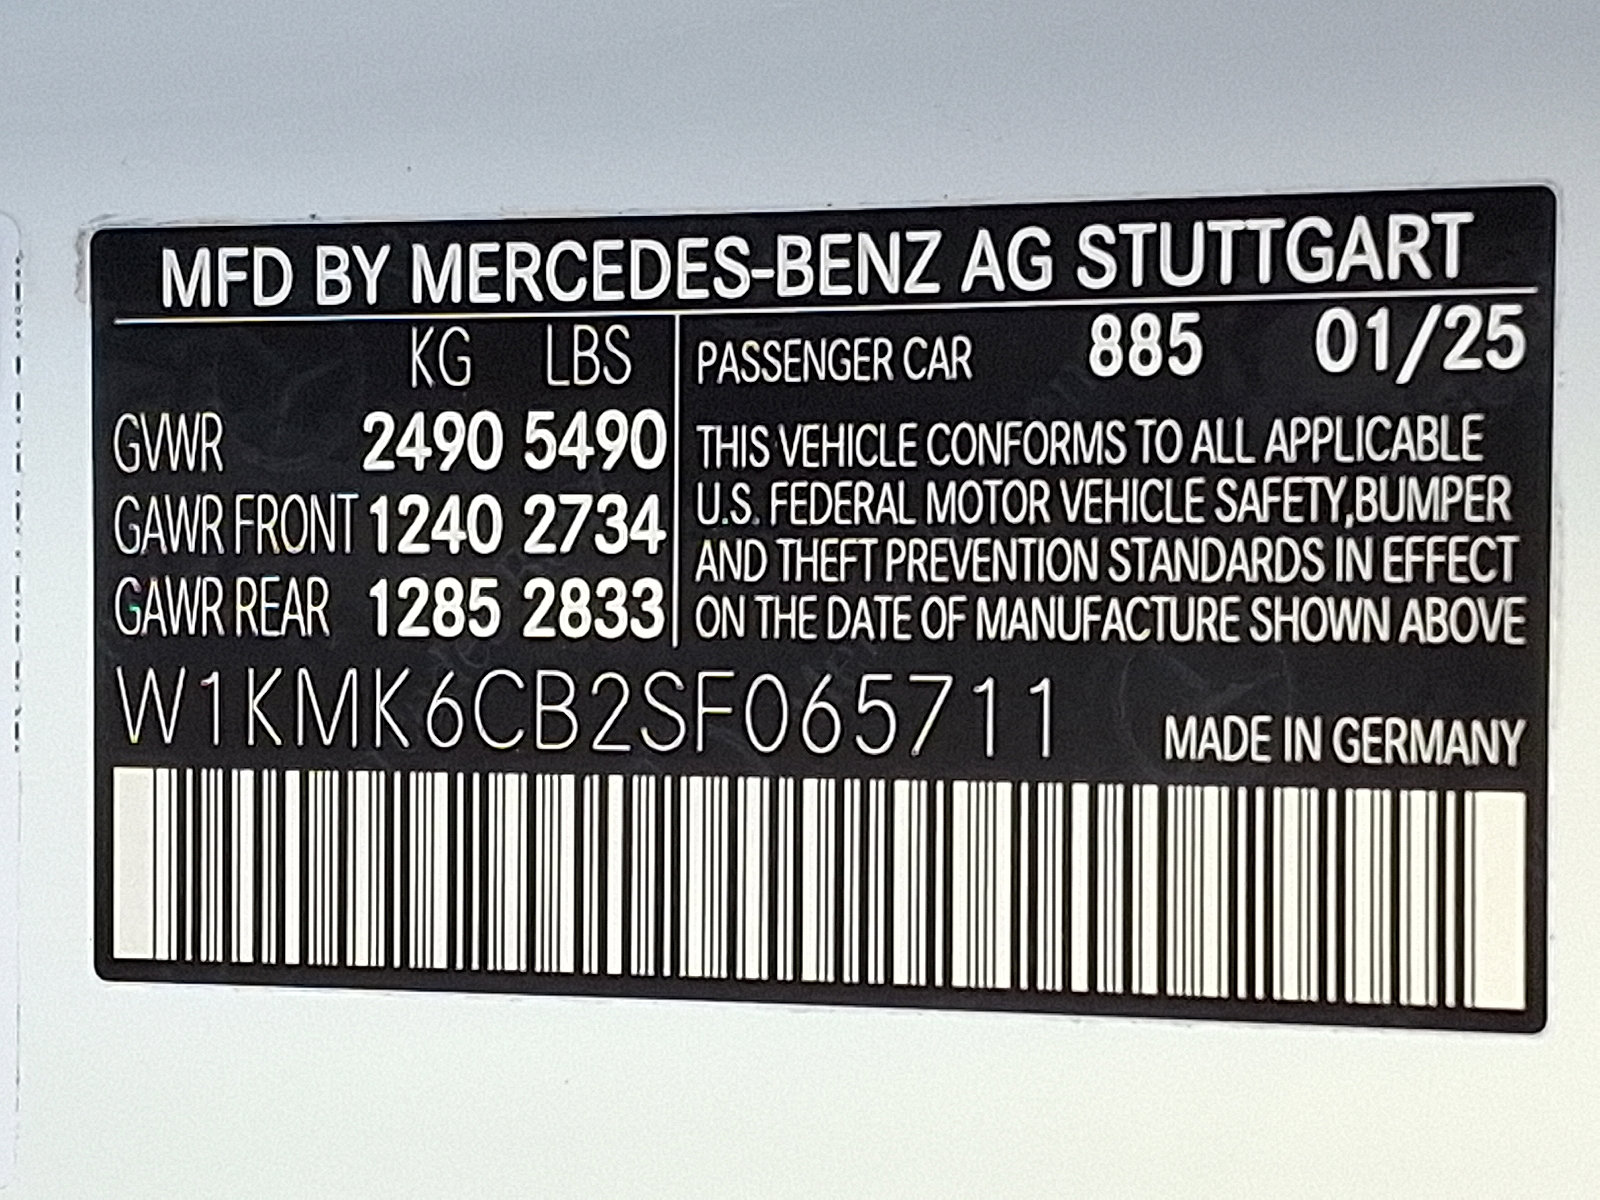 MFD BY MERCEDES-BENZ AG STUTTGART
KG LBS
GVWR 2490 5490
GAWR FRONT 1240 2734
GAWR REAR 1285 2833
PASSENGER CAR 885 01/25
THIS VEHICLE CONFORMS TO ALL APPLICABLE
U.S. FEDERAL MOTOR VEHICLE SAFETY,BUMPER
AND THEFT PREVENTION STANDARDS IN EFFECT
ON THE DATE OF MANUFACTURE SHOWN ABOVE
W1KMK6CB2SF065711
MADE IN GERMANY